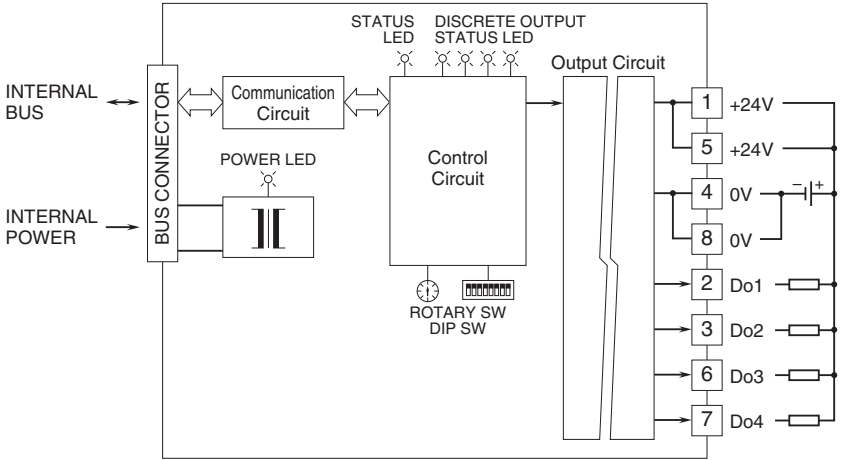 STATUS
LED
DISCRETE OUTPUT
STATUS LED
Output Circuit
INTERNAL
BUS
BUS CONNECTOR
Communication
Circuit
POWER LED
Control
Circuit
INTERNAL
POWER
ROTARY SW
DIP SW
1 +24V
5 +24V
4 0V
− +
8 0V
2 Do1
3 Do2
6 Do3
7 Do4